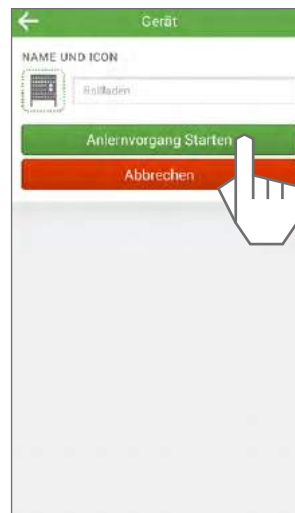 Gerät
NAME UND ICON
Rollladen
Anlernvorgang Starten
Abbrechen